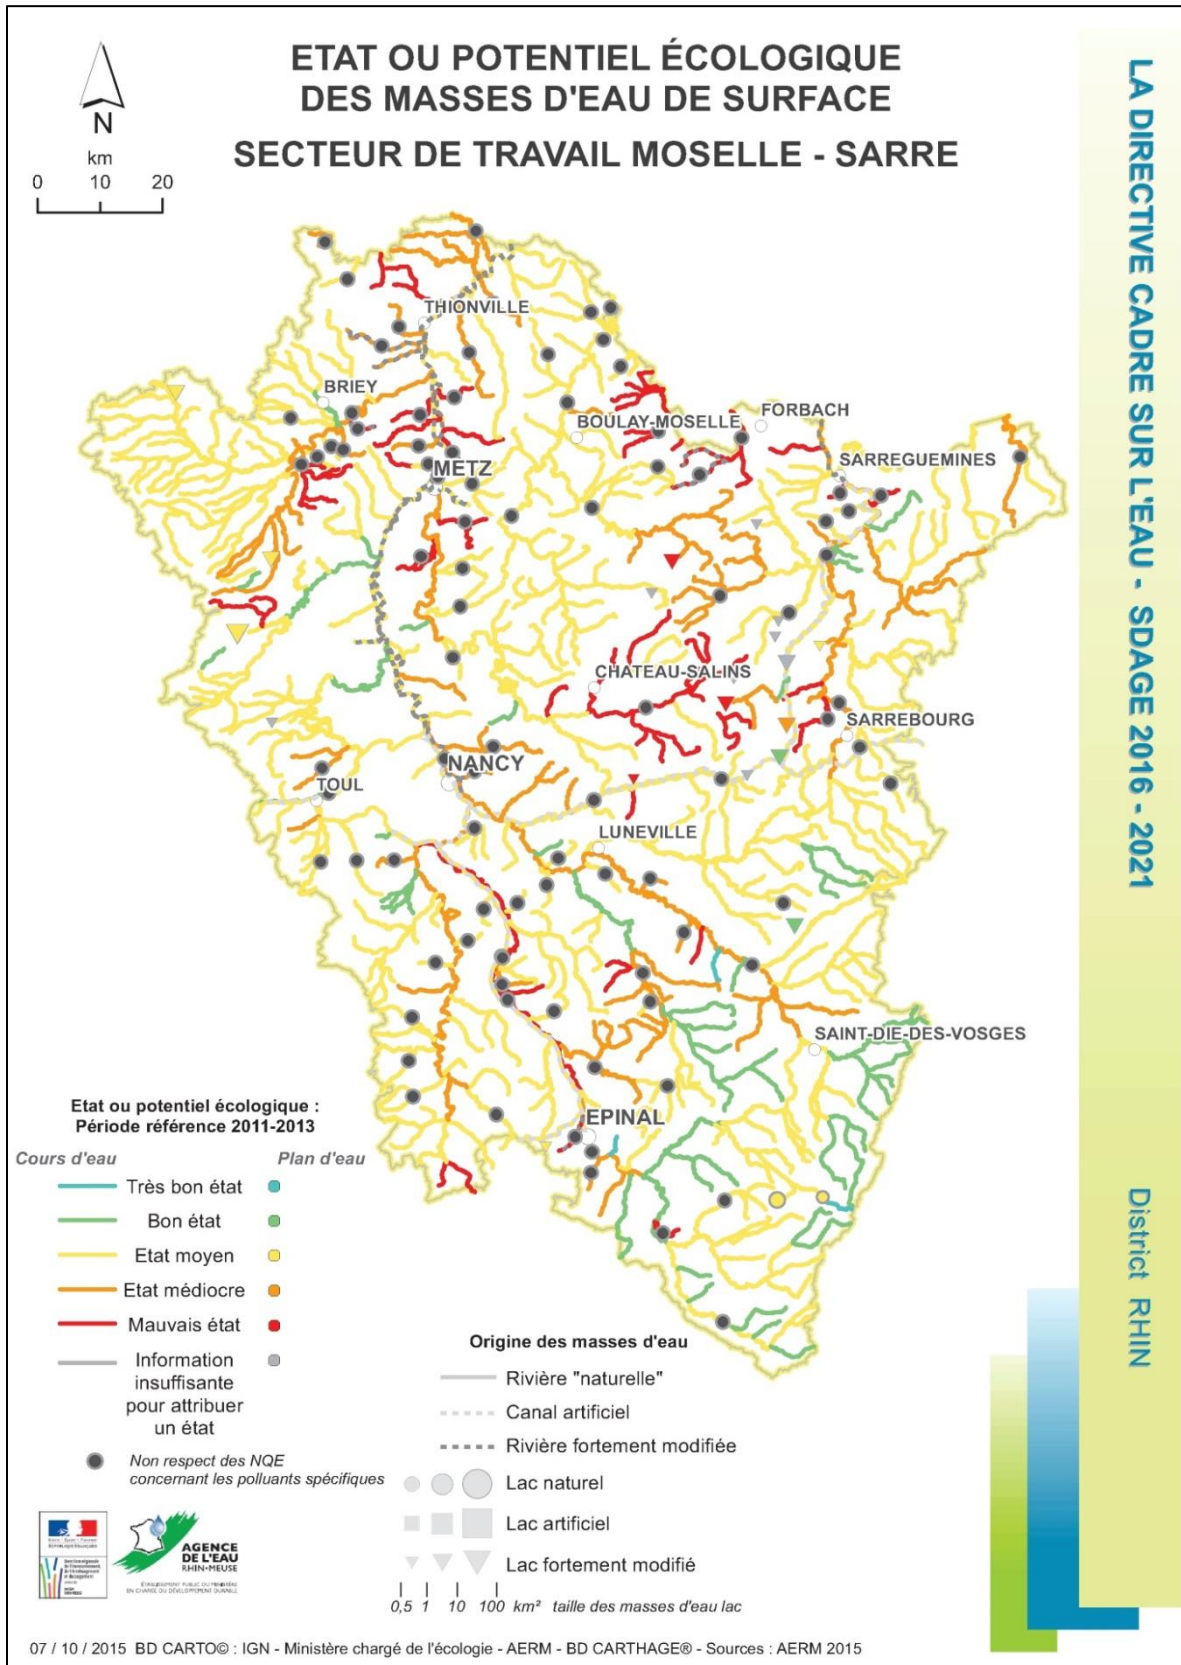 ETAT OU POTENTIEL ÉCOLOGIQUE
DES MASSES D'EAU DE SURFACE
SECTEUR DE TRAVAIL MOSELLE - SARRE
N
km
0 10 20
THIONVILLE
BRIEY
FORBACH
BOULAY-MOSELLE
SARREGUEMINES
METZ
CHATEAU-SALINS
SARREBOURG
NANCY
TOUL
LUNEVILLE
SAINT-DIE-DES-VOSGES
EPINAL
Etat ou potentiel écologique :
Période référence 2011-2013
Cours d'eau Plan d'eau
Très bon état
Bon état
Etat moyen
Etat médiocre
Mauvais état
Information
insuffisante
pour attribuer
un état
Non respect des NQE
concernant les polluants spécifiques
Origine des masses d'eau
Rivière "naturelle"
Canal artificiel
Rivière fortement modifiée
Lac naturel
Lac artificiel
Lac fortement modifié
0,5 1 10 100 km² taille des masses d'eau lac
AGENCE
DE L'EAU
RHIN-MEUSE
07 / 10 / 2015 BD CARTO© : IGN - Ministère chargé de l'écologie - AERM - BD CARTHAGE® - Sources : AERM 2015
LA DIRECTIVE CADRE SUR L'EAU - SDAGE 2016 - 2021
District RHIN